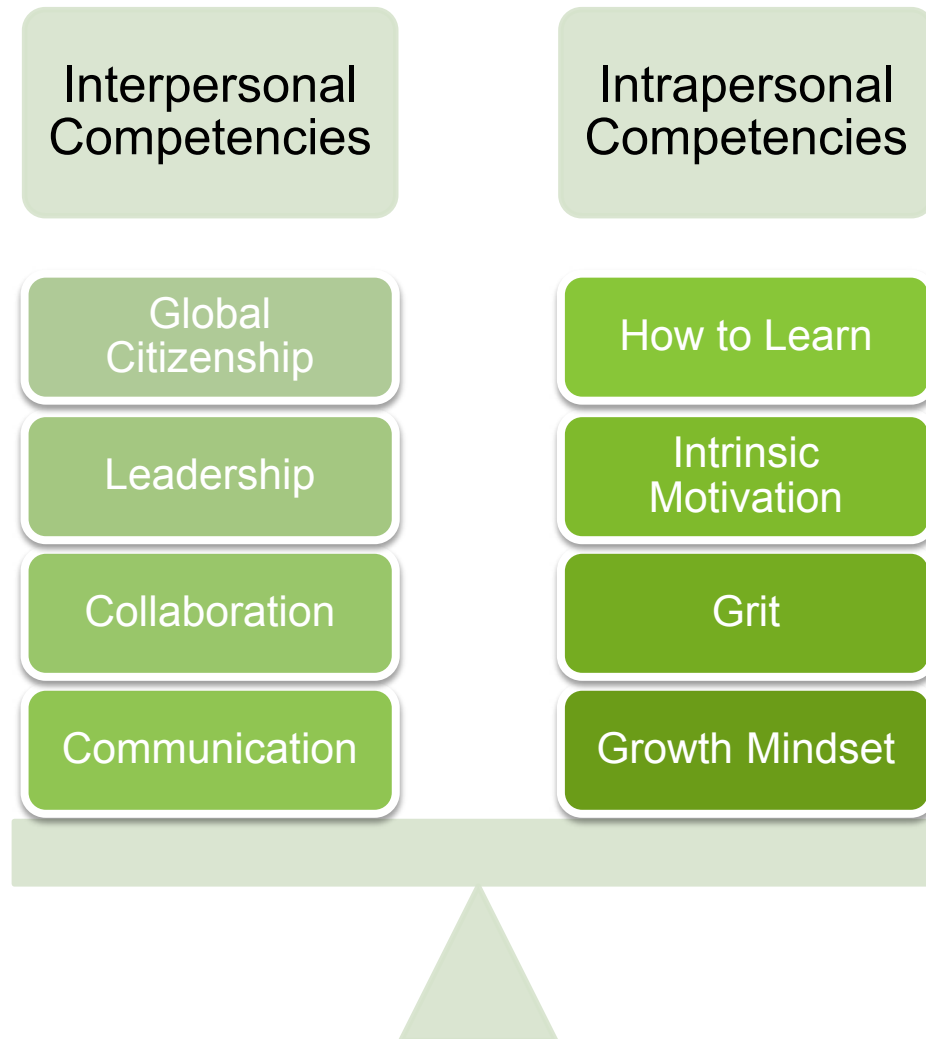 Interpersonal
Competencies
Global
Citizenship
Leadership
Collaboration
Communication
Intrapersonal
Competencies
How to Learn
Intrinsic
Motivation
Grit
Growth Mindset